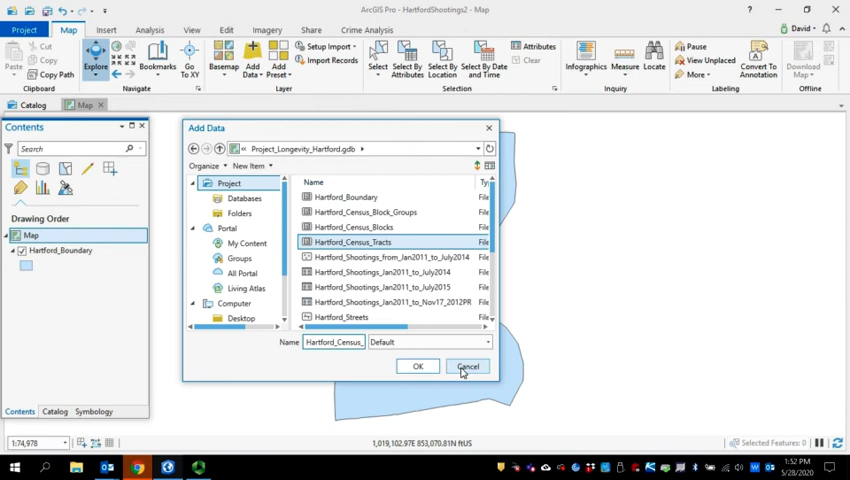 ArcGIS Pro - HartfordShootings2 - Map
Project Map Insert Analysis View Edit Imagery Share Crime Analysis David
Paste
Cut
Copy
Copy Path
Explore
Bookmarks
Go To XY
Basemap
Add Data
Add Preset
Setup Import
Import Records
Select
Select By Attributes
Select By Location
Select By Date and Time
Attributes
Clear
Infographics
Measure
Locate
Pause
View Unplaced
More
Convert To Annotation
Download Map
Clipboard Navigate Layer Selection Inquiry Labeling Offline
Catalog Map
Contents
Search
Drawing Order
Map
Hartford_Boundary
Contents Catalog Symbology
Add Data
Project_Longevity_Hartford.gdb
Organize New Item
Project
Databases
Folders
Portal
My Content
Groups
All Portal
Living Atlas
Computer
Desktop
Name Ty
Hartford_Boundary File
Hartford_Census_Block_Groups File
Hartford_Census_Blocks File
Hartford_Census_Tracts File
Hartford_Shootings_from_Jan2011_to_July2014 File
Hartford_Shootings_Jan2011_to_July2014 File
Hartford_Shootings_Jan2011_to_July2015 File
Hartford_Shootings_Jan2011_to_Nov17_2012PR File
Hartford_Streets File
Name Hartford_Census_ Default
OK Cancel
1:74,978 1,019,102.97E 853,070.81N ftUS Selected Features: 0
1:52 PM
5/28/2020